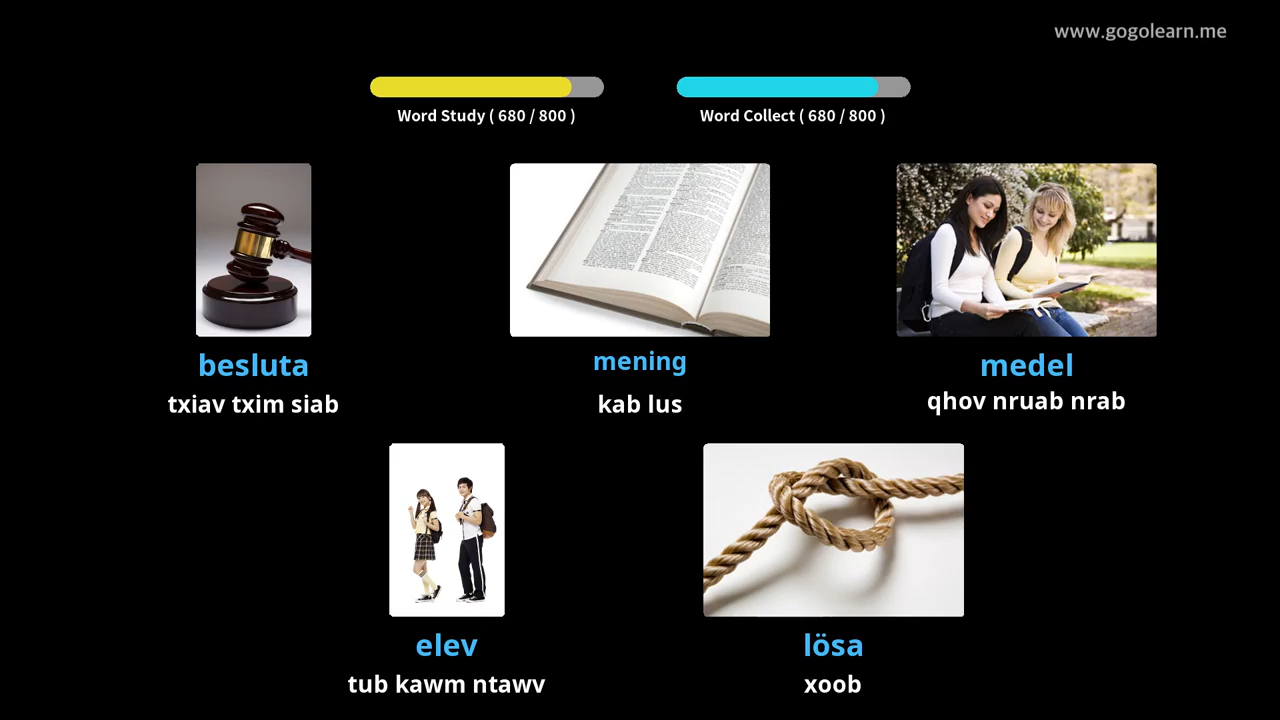 www.gogolearn.me
Word Study ( 680 / 800 )
Word Collect ( 680 / 800 )
besluta
txiav txim siab
mening
kab lus
medel
qhov nruab nrab
elev
tub kawm ntawv
lösa
xoob